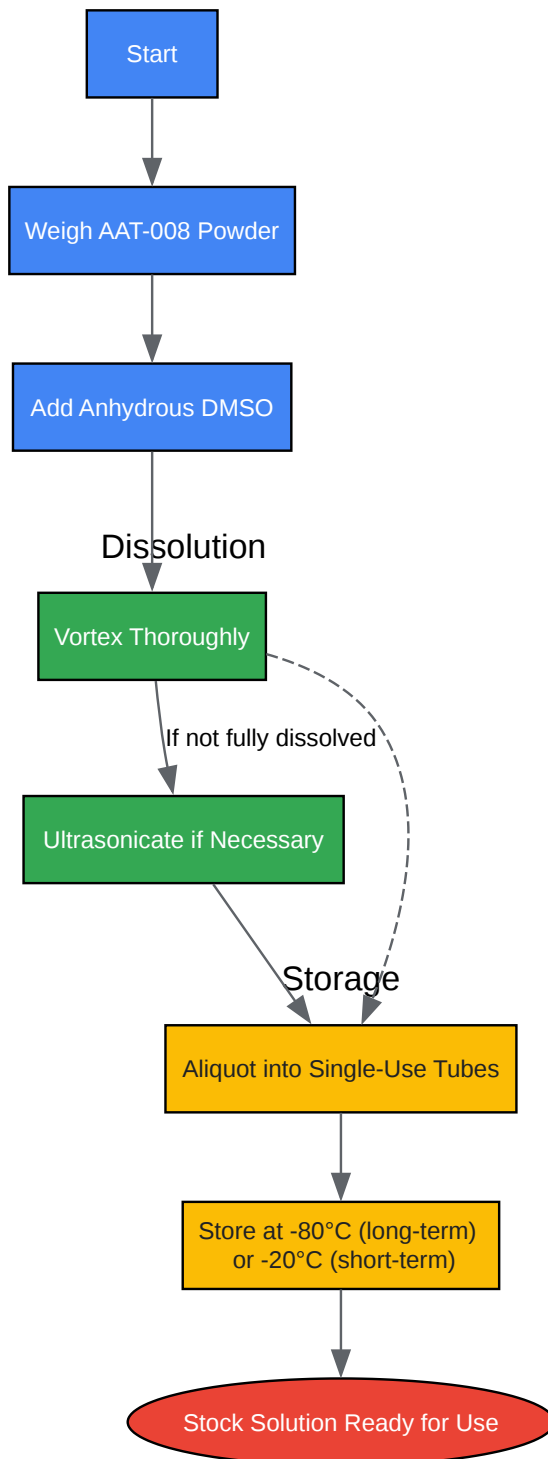 Start
Weigh AAT-008 Powder
Add Anhydrous DMSO
Dissolution
Vortex Thoroughly
If not fully dissolved
Ultrasonicate if Necessary
Storage
Aliquot into Single-Use Tubes
Store at -80°C (long-term)
or -20°C (short-term)
Stock Solution Ready for Use